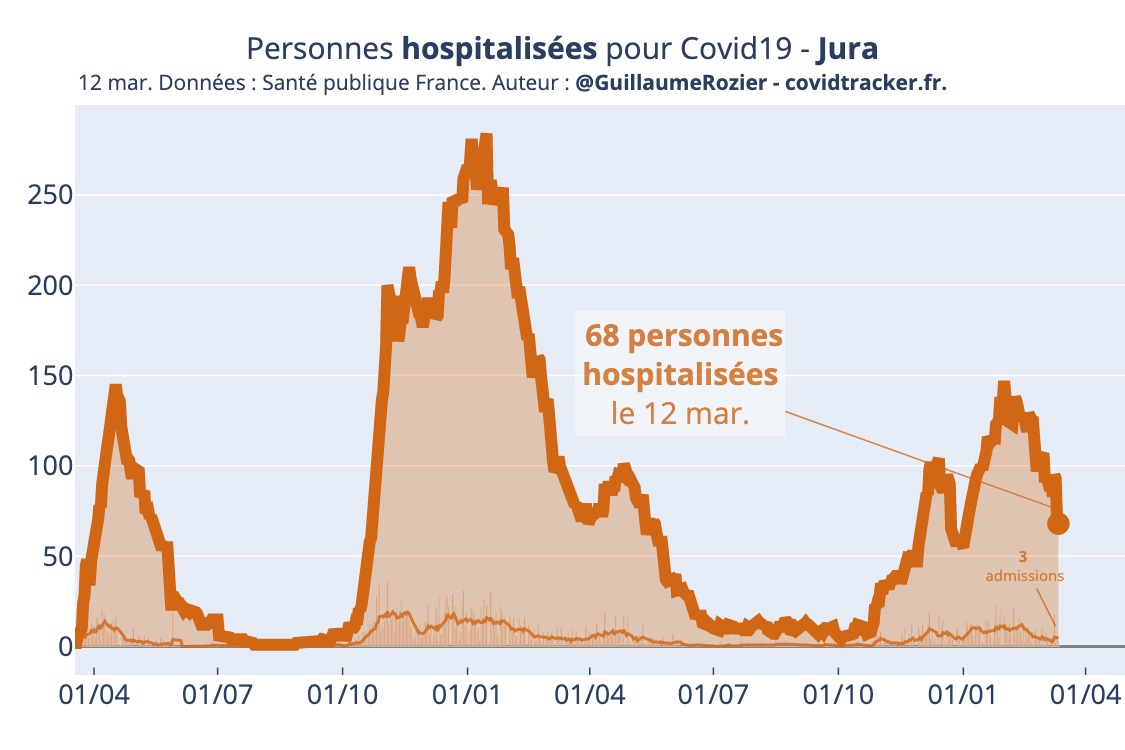 Personnes hospitalisées pour Covid19 - Jura
12 mar. Données : Santé publique France. Auteur : @GuillaumeRozier - covidtracker.fr.
250
200
150
100
50
0
68 personnes
hospitalisées
le 12 mar.
3
admissions
01/04
01/07
01/10
01/01
01/04
01/07
01/10
01/01
01/04